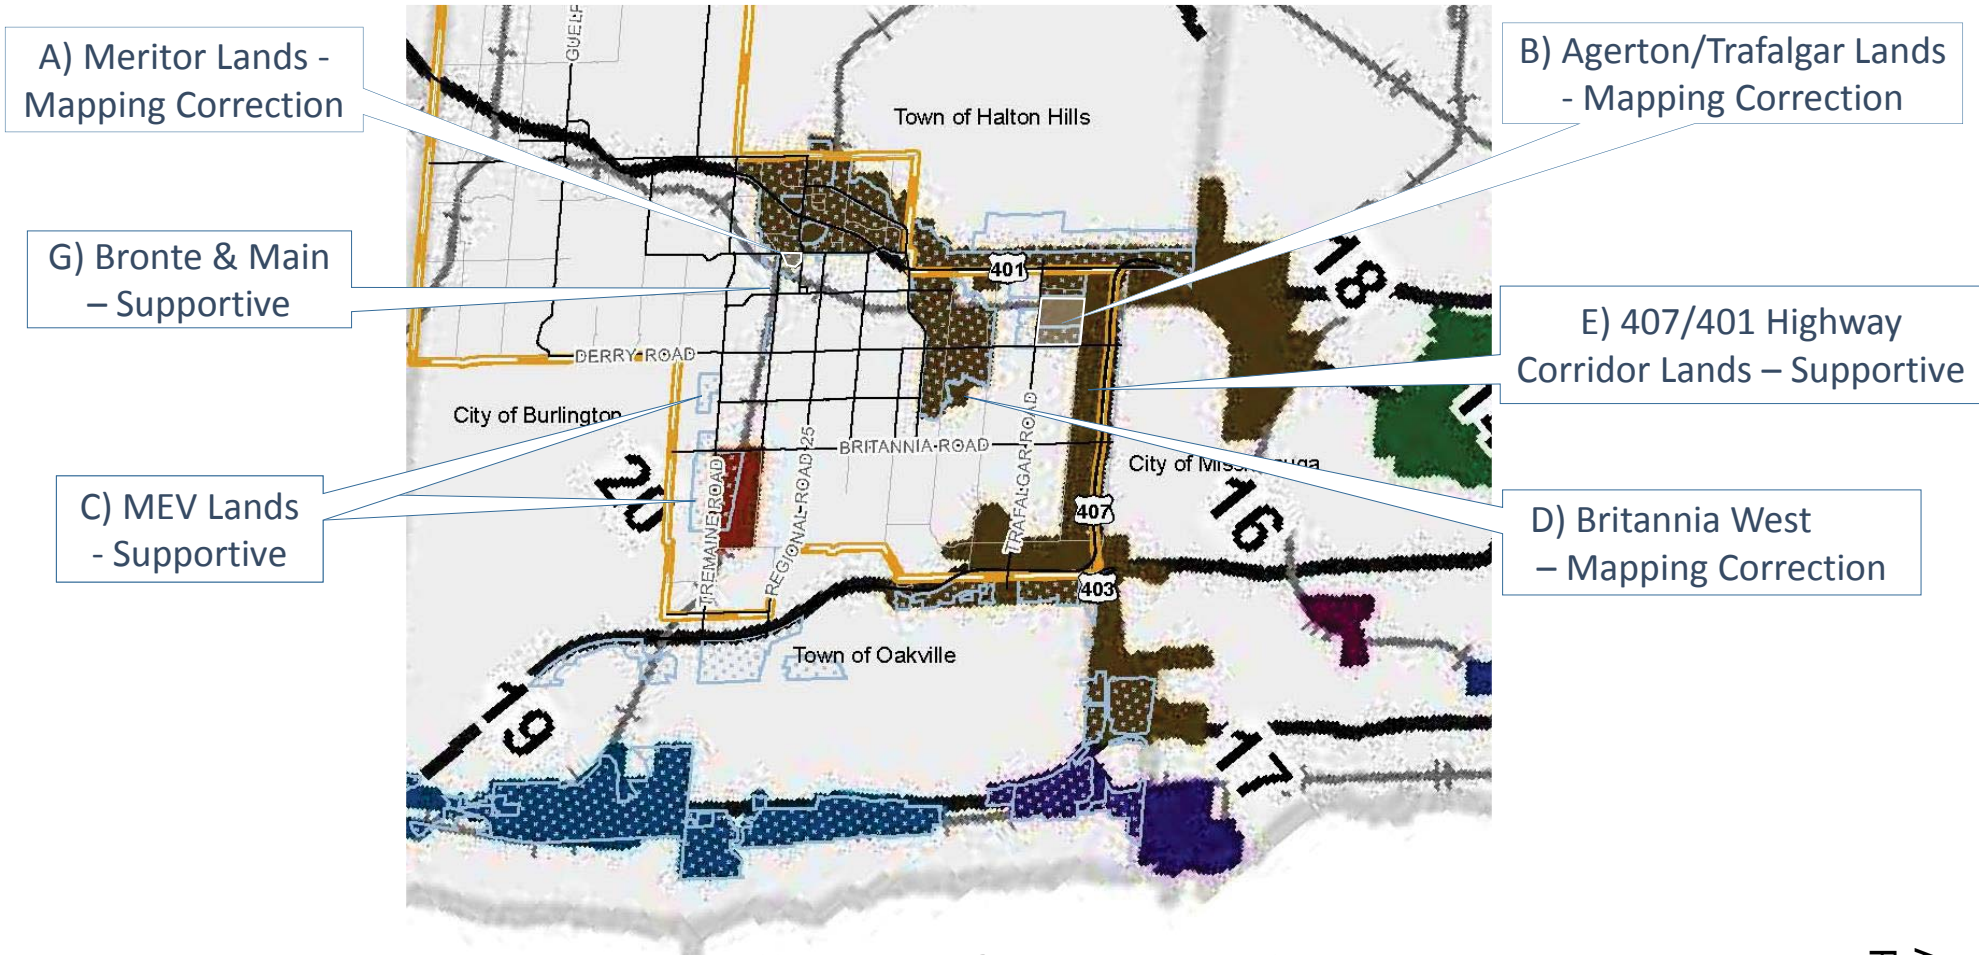 A) Meritor Lands -
Mapping Correction
B) Agerton/Trafalgar Lands
- Mapping Correction
Town of Halton Hills
G) Bronte & Main
– Supportive
401
18
E) 407/401 Highway
Corridor Lands – Supportive
DERRY ROAD
City of Burlington
TRAFALGAR ROAD
BRITANNIA ROAD
City of Mississauga
20
16
C) MEV Lands
- Supportive
TREMAINE ROAD
REGIONAL ROAD 25
407
D) Britannia West
– Mapping Correction
403
Town of Oakville
19
17